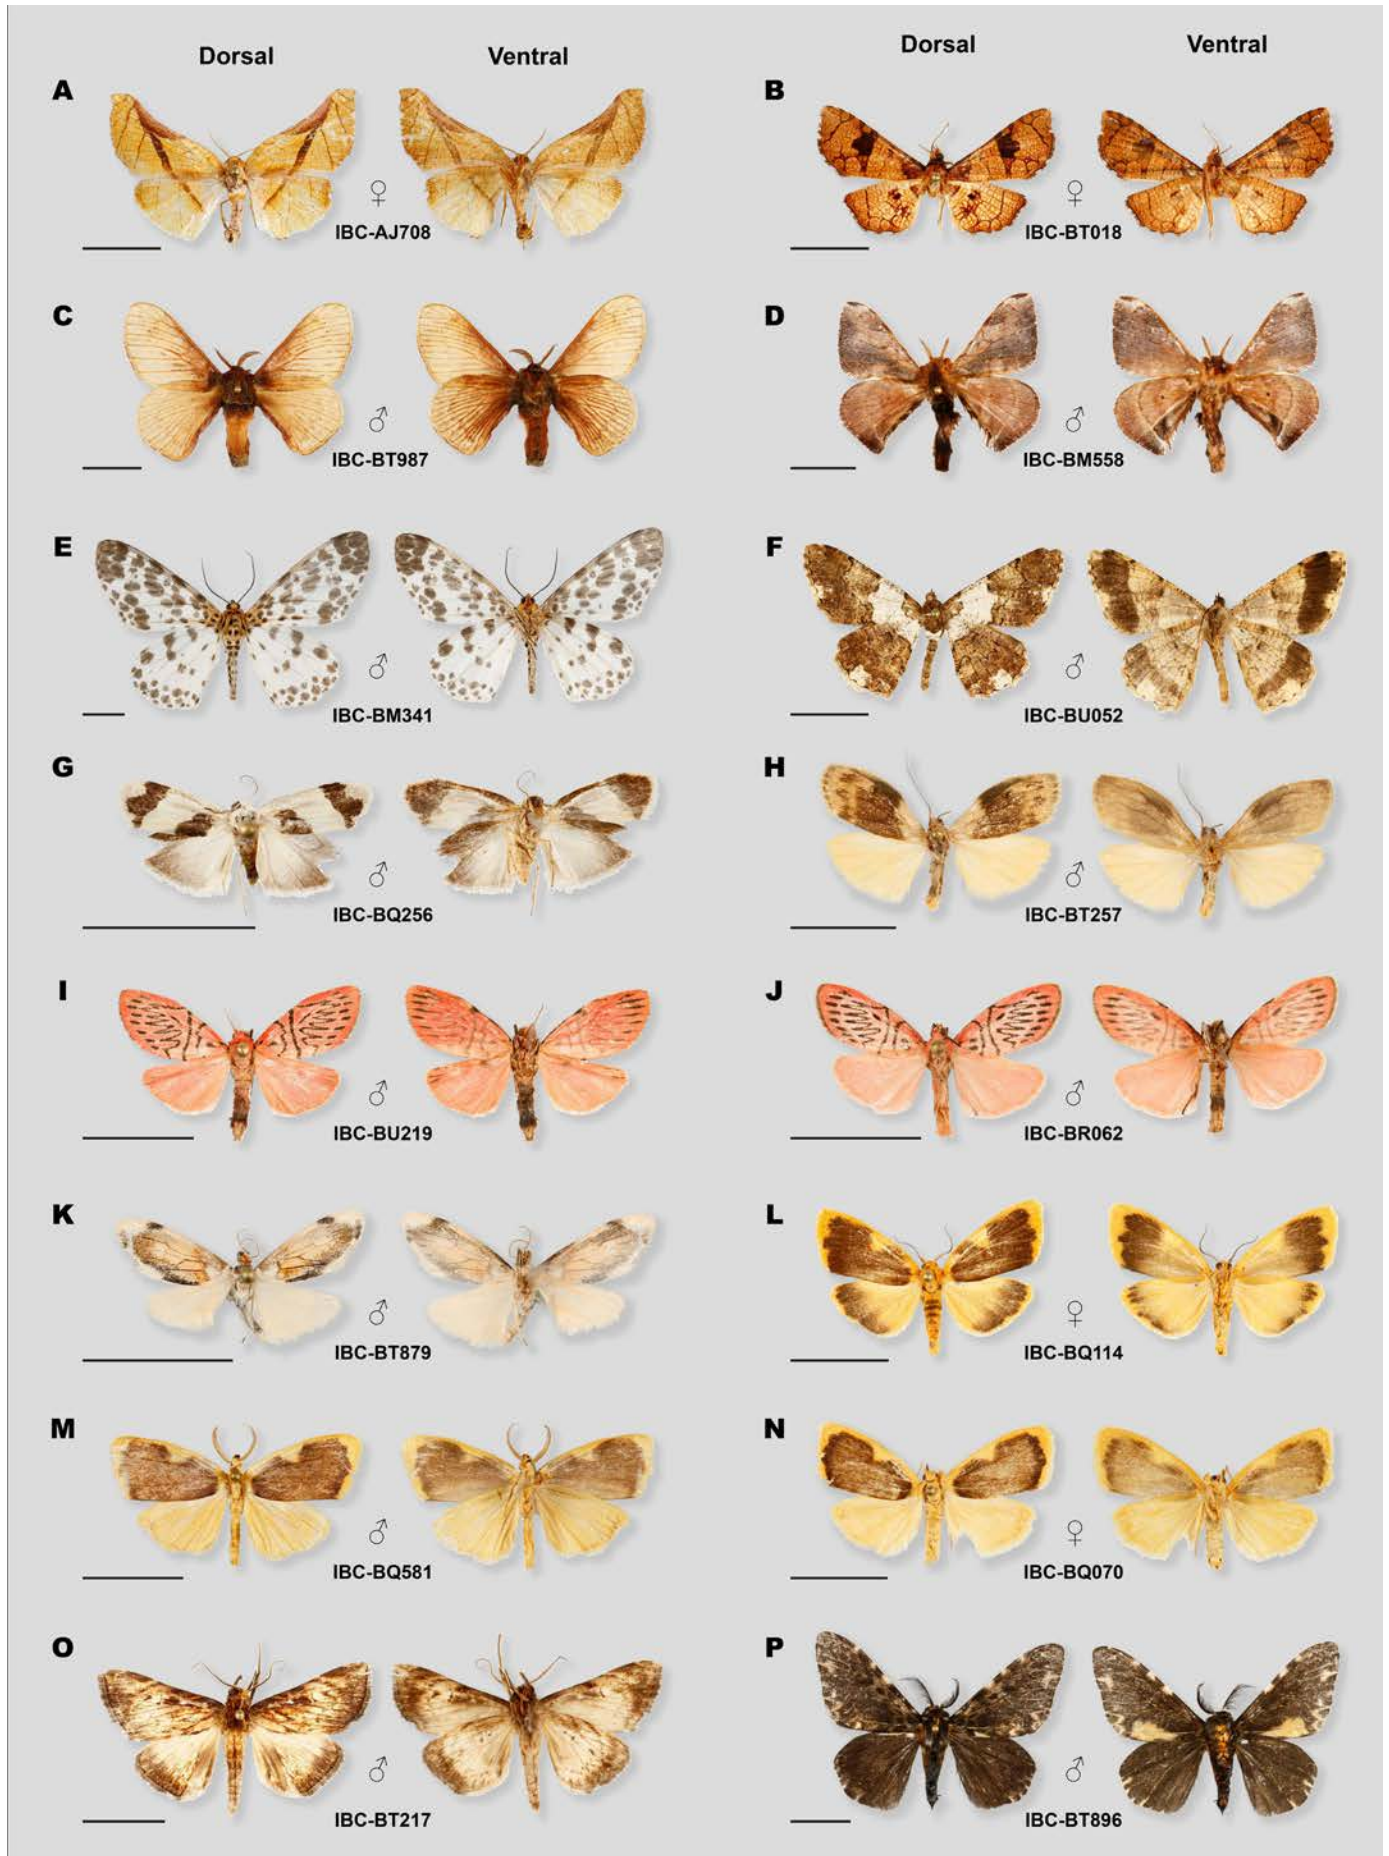 Dorsal Ventral Dorsal Ventral
A B
♀ ♀
IBC-AJ708 IBC-BT018
C D
♂ ♂
IBC-BT987 IBC-BM558
E F
♂ ♂
IBC-BM341 IBC-BU052
G H
♂ ♂
IBC-BQ256 IBC-BT257
I J
♂ ♂
IBC-BU219 IBC-BR062
K L
♂ ♀
IBC-BT879 IBC-BQ114
M N
♂ ♀
IBC-BQ581 IBC-BQ070
O P
♂ ♂
IBC-BT217 IBC-BT896